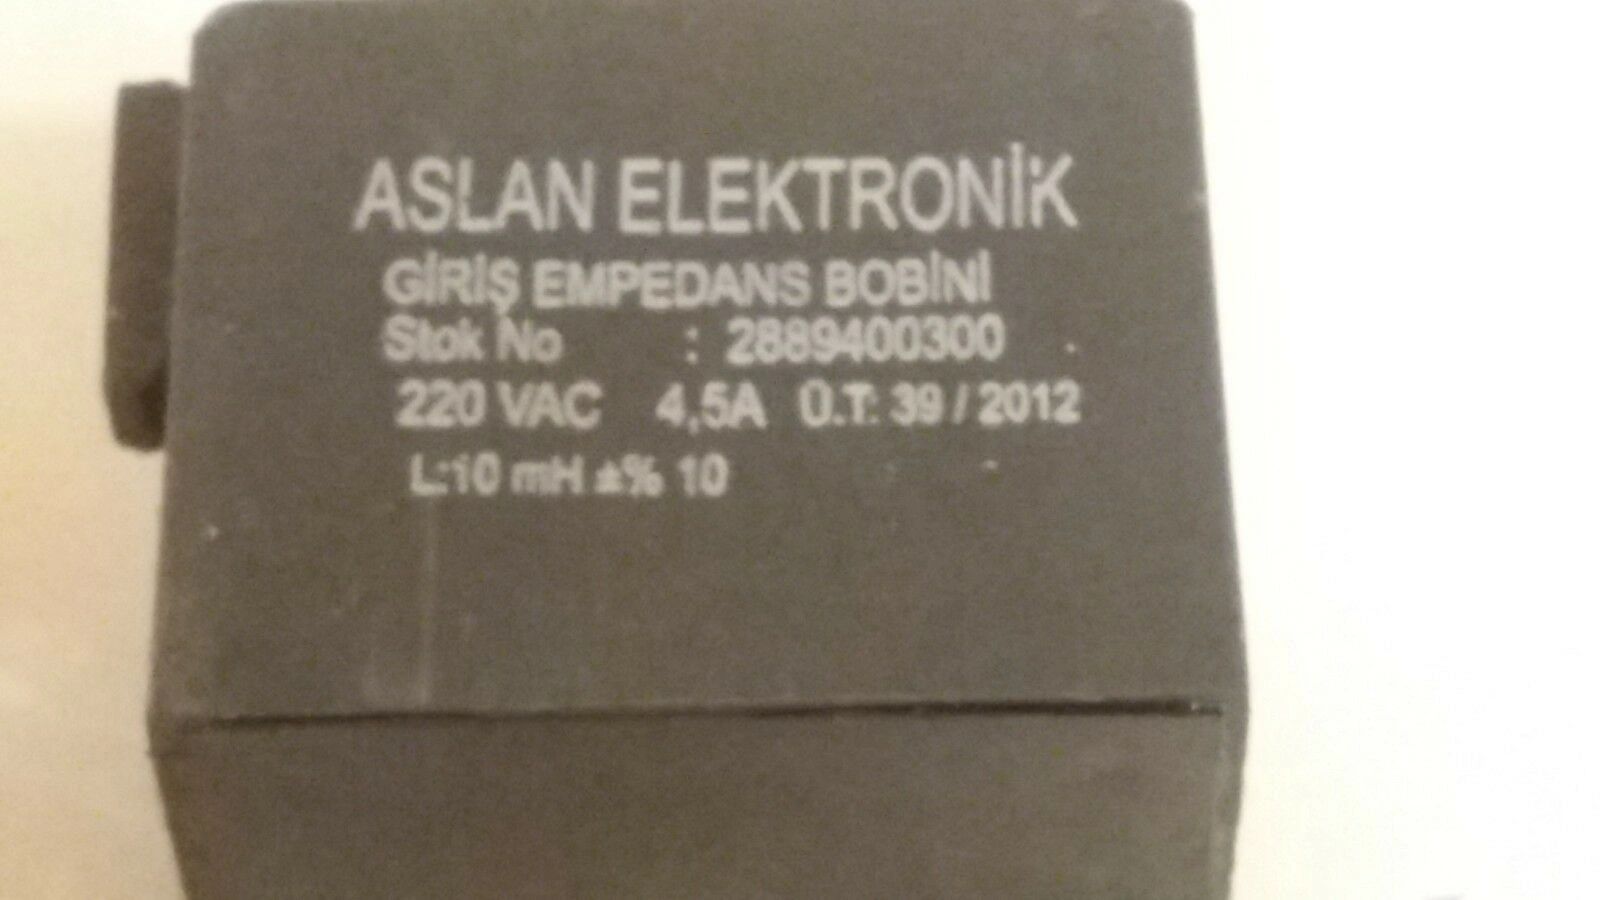 ASLAN ELEKTRONİK
GİRİŞ EMPEDANS BOBİNİ
Stok No : 2889400300
220 VAC 4,5A Ü.T: 39 / 2012
L:10 mH ±% 10